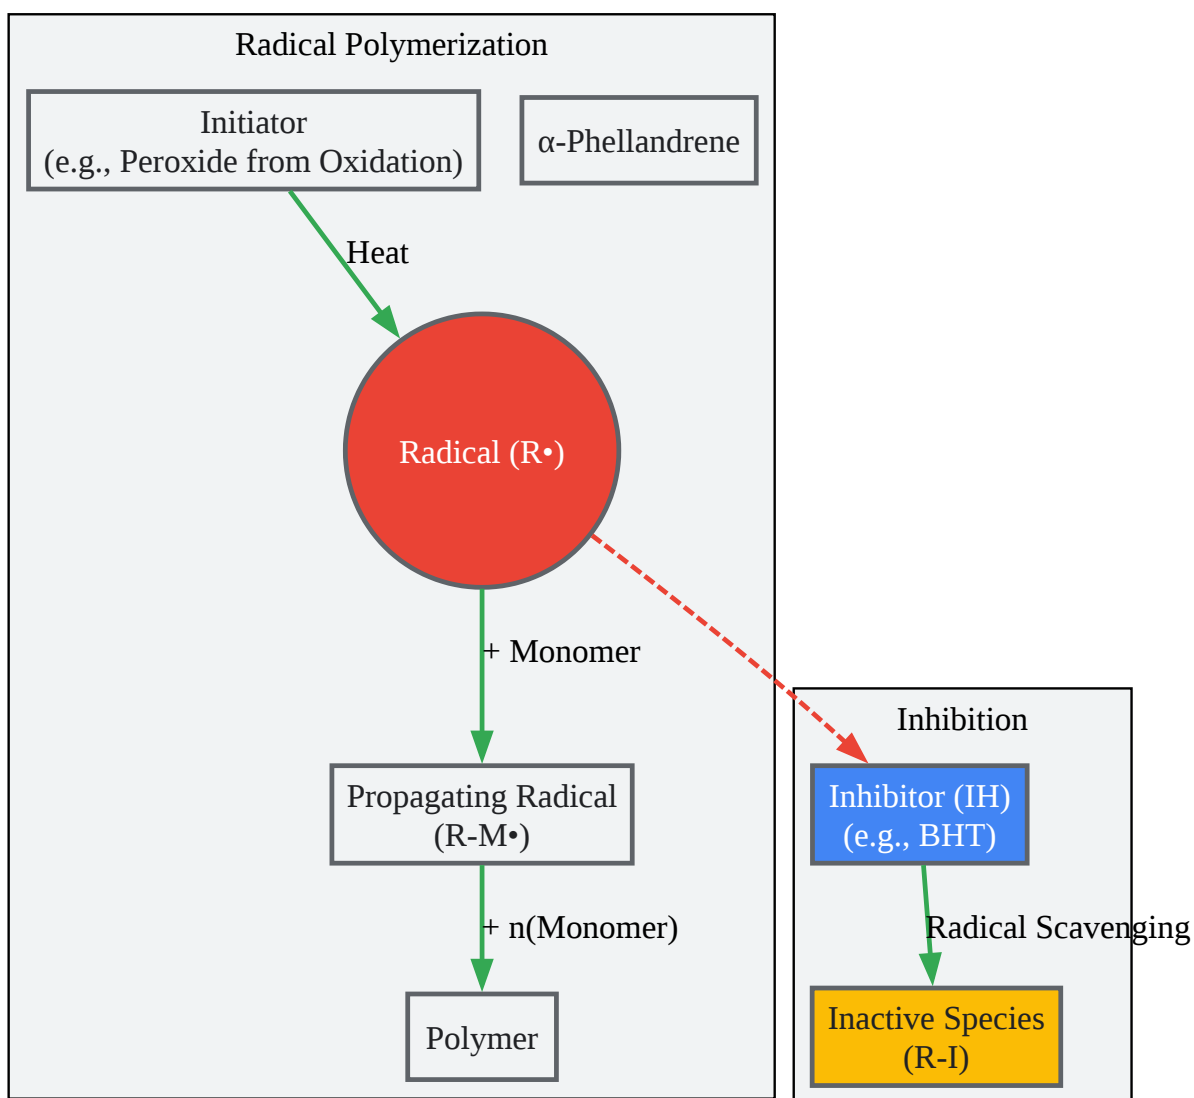 Radical Polymerization
Initiator
(e.g., Peroxide from Oxidation)
α-Phellandrene
Heat
Radical (R•)
+ Monomer
Propagating Radical
(R-M•)
+ n(Monomer)
Polymer
Inhibition
Inhibitor (IH)
(e.g., BHT)
Radical Scavenging
Inactive Species
(R-I)